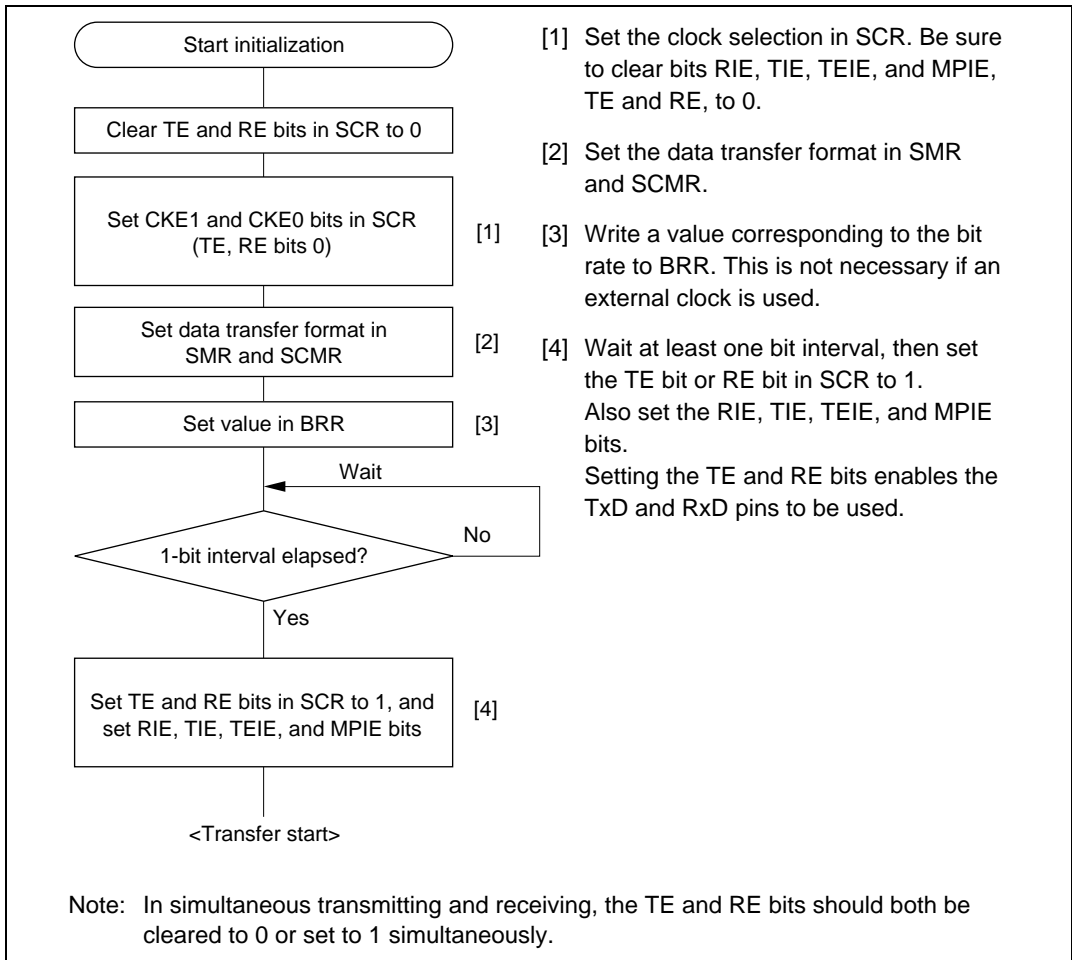 Start initialization
Clear TE and RE bits in SCR to 0
Set CKE1 and CKE0 bits in SCR
(TE, RE bits 0)
[1]
Set data transfer format in
SMR and SCMR
[2]
Set value in BRR
[3]
Wait
1-bit interval elapsed?
No
Yes
Set TE and RE bits in SCR to 1, and
set RIE, TIE, TEIE, and MPIE bits
[4]
<Transfer start>
[1] Set the clock selection in SCR. Be sure
to clear bits RIE, TIE, TEIE, and MPIE,
TE and RE, to 0.
[2] Set the data transfer format in SMR
and SCMR.
[3] Write a value corresponding to the bit
rate to BRR. This is not necessary if an
external clock is used.
[4] Wait at least one bit interval, then set
the TE bit or RE bit in SCR to 1.
Also set the RIE, TIE, TEIE, and MPIE
bits.
Setting the TE and RE bits enables the
TxD and RxD pins to be used.
Note: In simultaneous transmitting and receiving, the TE and RE bits should both be
cleared to 0 or set to 1 simultaneously.